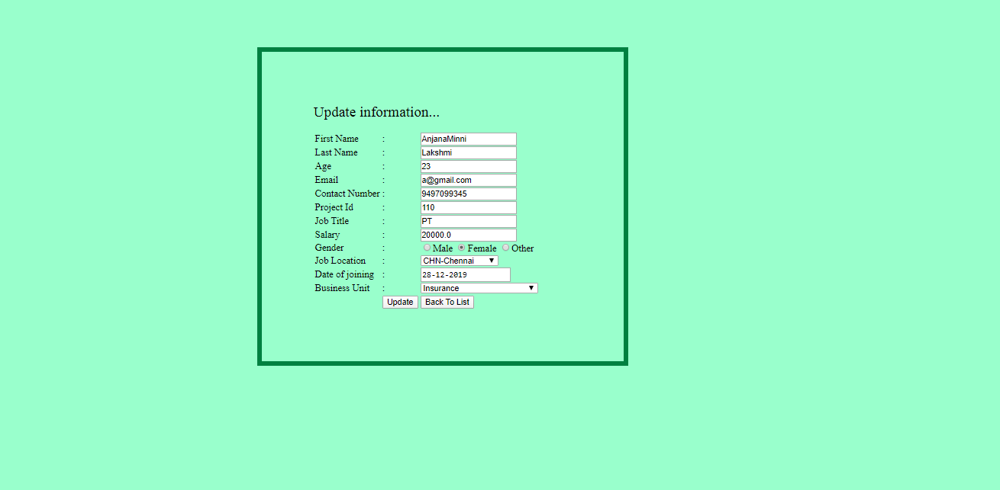 Update information...
First Name : AnjanaMinni
Last Name : Lakshmi
Age : 23
Email : a@gmail.com
Contact Number : 9497099345
Project Id : 110
Job Title : PT
Salary : 20000.0
Gender : Male Female Other
Job Location : CHN-Chennai
Date of joining : 28-12-2019
Business Unit : Insurance
Update Back To List